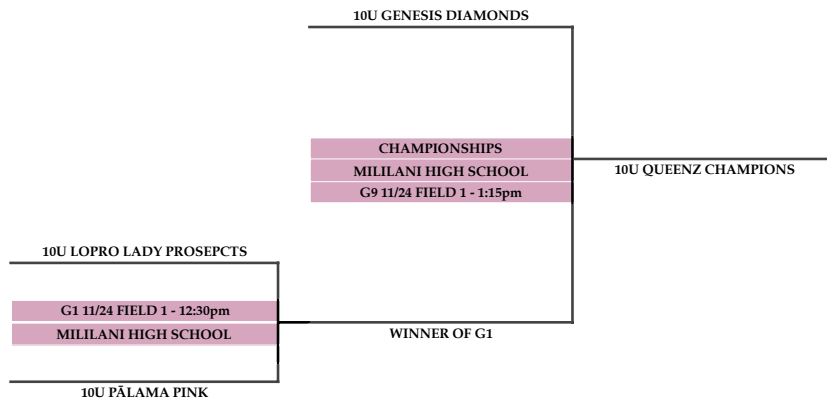 10U GENESIS DIAMONDS
CHAMPIONSHIPS
MILILANI HIGH SCHOOL
G9 11/24 FIELD 1 - 1:15pm
10U QUEENZ CHAMPIONS
10U LOPRO LADY PROSEPCTS
G1 11/24 FIELD 1 - 12:30pm
MILILANI HIGH SCHOOL
WINNER OF G1
10U PĀLAMA PINK